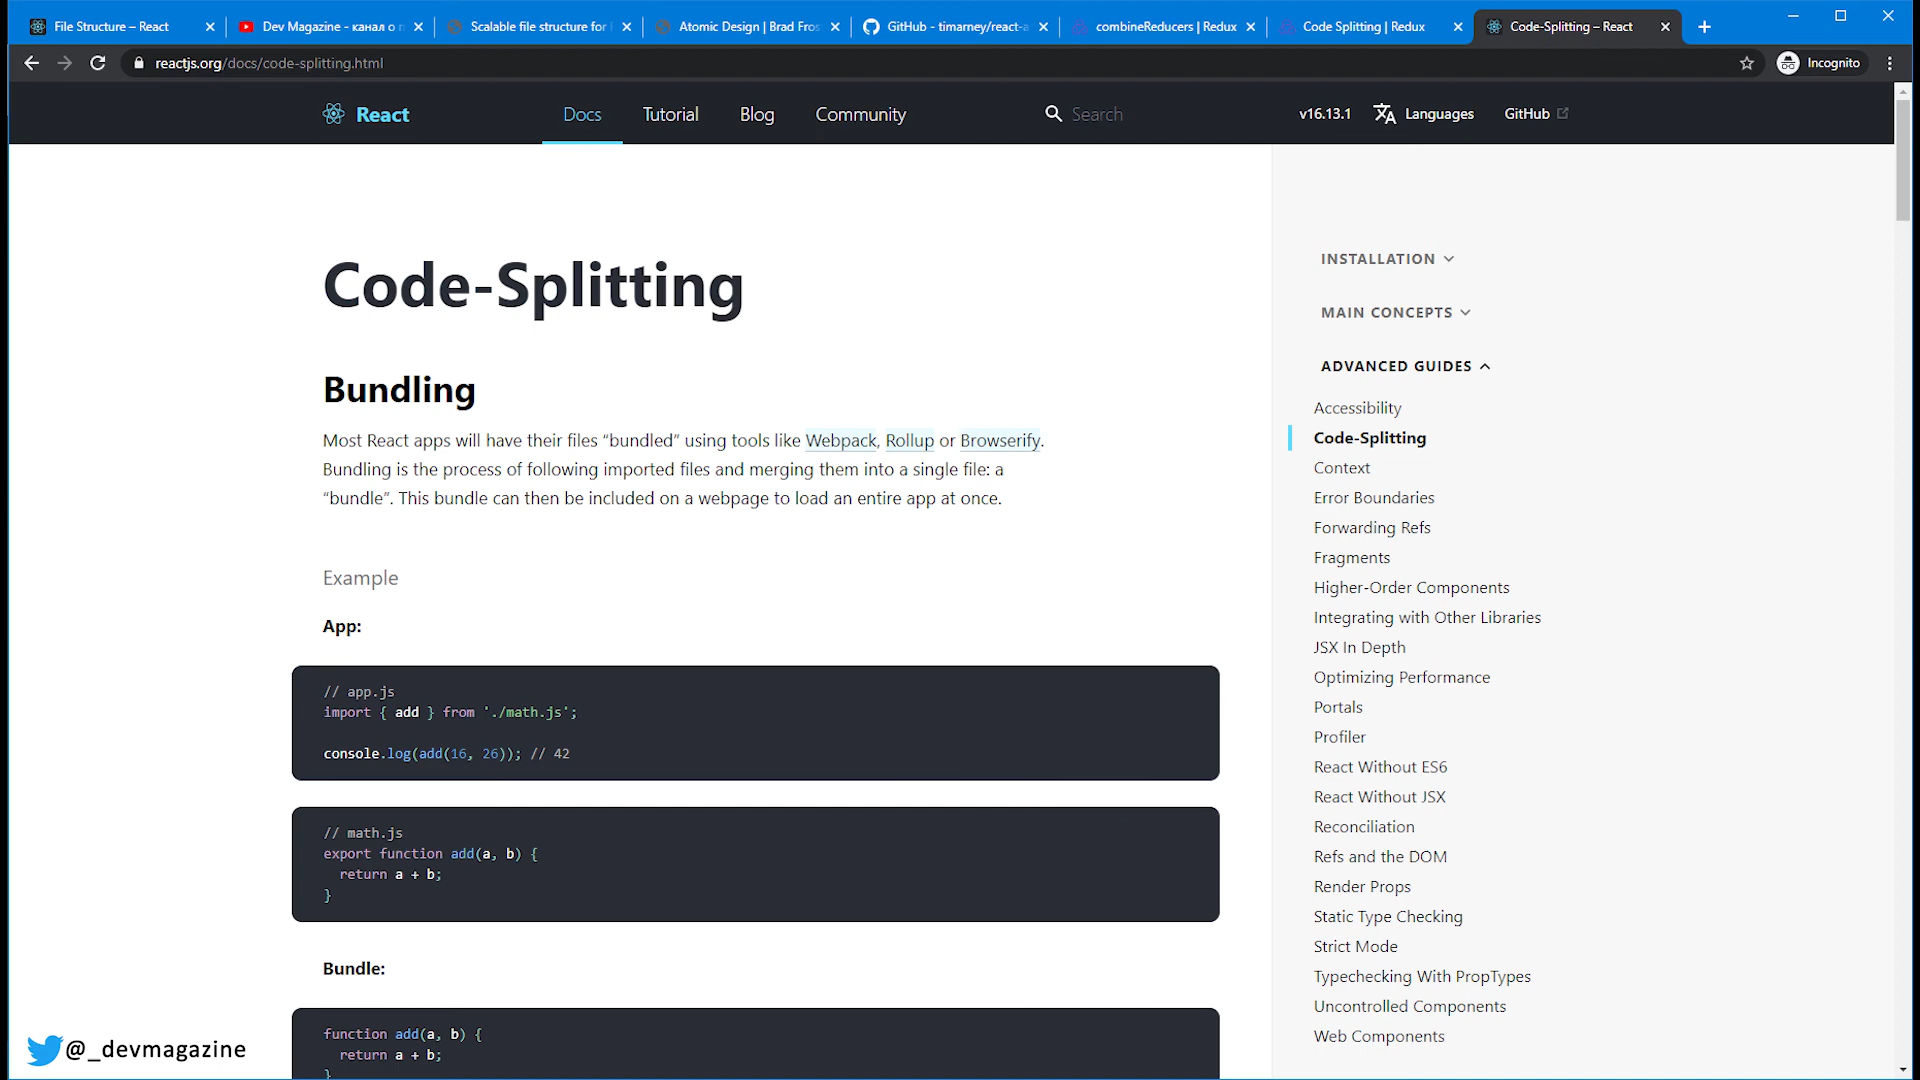 File Structure – React
Dev Magazine - канал о п
Scalable file structure for
Atomic Design | Brad Fros
GitHub - timarney/react-a
combineReducers | Redux
Code Splitting | Redux
Code-Splitting – React
reactjs.org/docs/code-splitting.html
Incognito
React
Docs
Tutorial
Blog
Community
Search
v16.13.1
Languages
GitHub
Code-Splitting
Bundling
Most React apps will have their files “bundled” using tools like Webpack, Rollup or Browserify.
Bundling is the process of following imported files and merging them into a single file: a
“bundle”. This bundle can then be included on a webpage to load an entire app at once.
Example
App:
// app.js
import { add } from './math.js';
console.log(add(16, 26)); // 42
// math.js
export function add(a, b) {
return a + b;
}
Bundle:
function add(a, b) {
return a + b;
}
INSTALLATION
MAIN CONCEPTS
ADVANCED GUIDES
Accessibility
Code-Splitting
Context
Error Boundaries
Forwarding Refs
Fragments
Higher-Order Components
Integrating with Other Libraries
JSX In Depth
Optimizing Performance
Portals
Profiler
React Without ES6
React Without JSX
Reconciliation
Refs and the DOM
Render Props
Static Type Checking
Strict Mode
Typechecking With PropTypes
Uncontrolled Components
Web Components
@_devmagazine